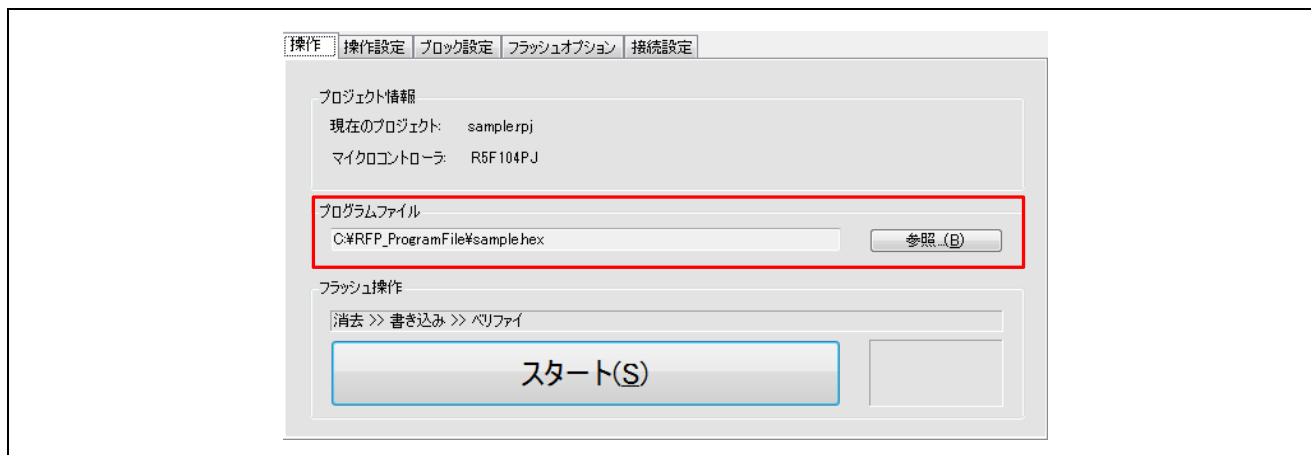 操作 操作設定 ブロック設定 フラッシュオプション 接続設定
プロジェクト情報
現在のプロジェクト: sample.rpj
マイクロコントローラ: R5F104PJ
プログラムファイル
C:¥RFP_ProgramFile¥sample.hex 参照...(B)
フラッシュ操作
消去 >> 書き込み >> ベリファイ
スタート(S)